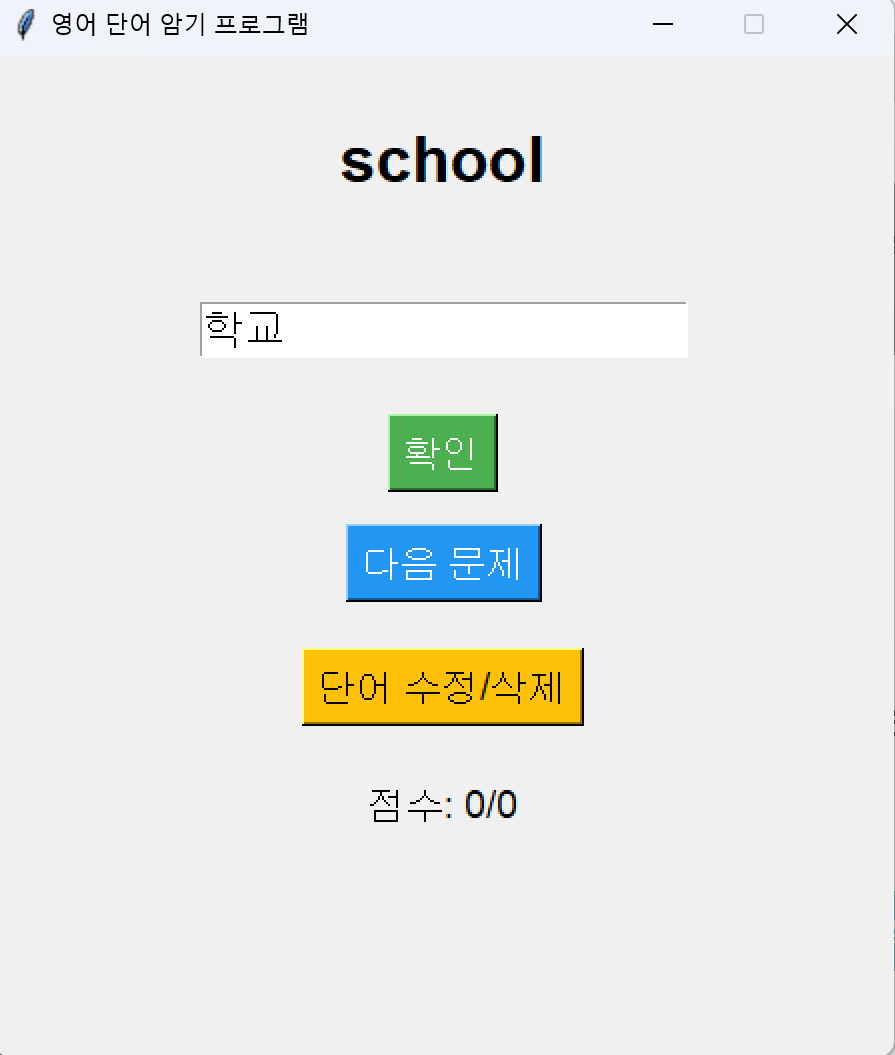 영어 단어 암기 프로그램
school
학교
확인
다음 문제
단어 수정/삭제
점수: 0/0